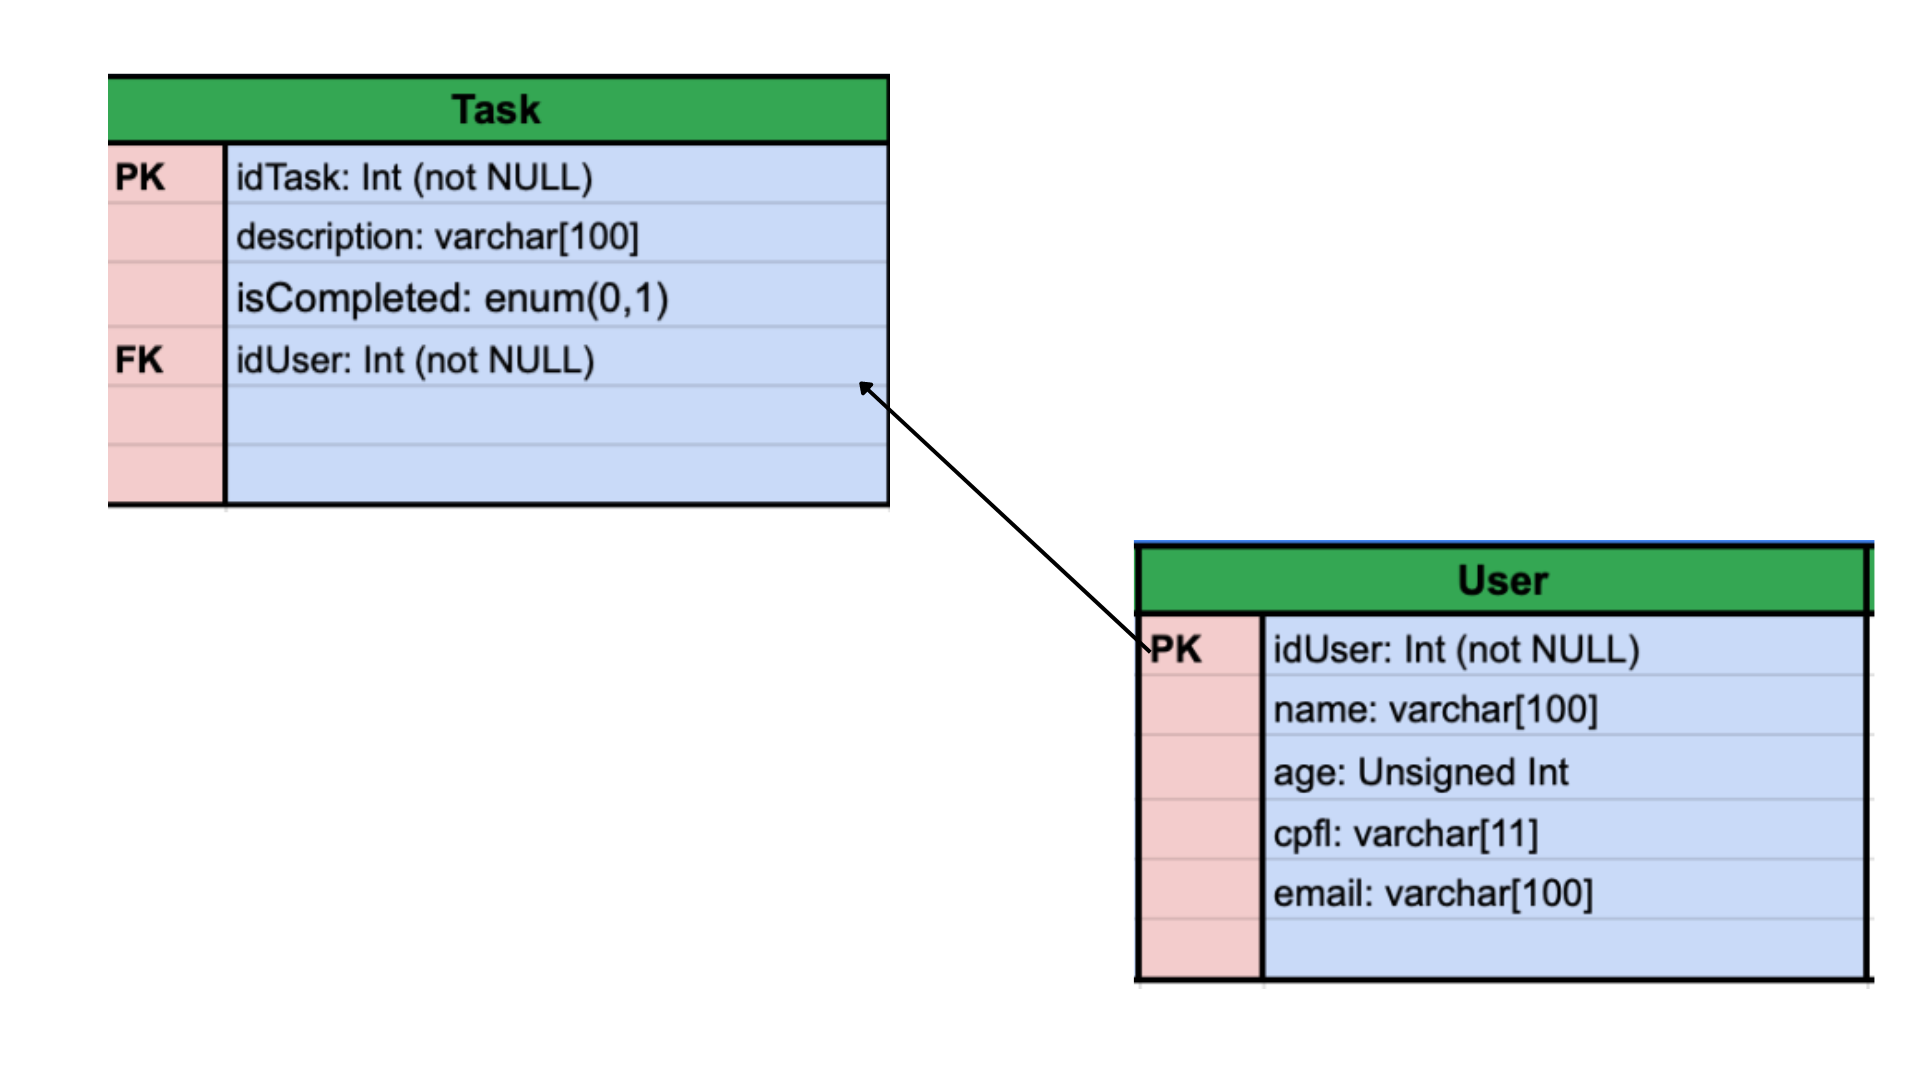 Task
PK idTask: Int (not NULL)
description: varchar[100]
isCompleted: enum(0,1)
FK idUser: Int (not NULL)
User
PK idUser: Int (not NULL)
name: varchar[100]
age: Unsigned Int
cpfl: varchar[11]
email: varchar[100]